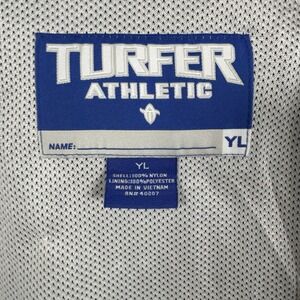 TURFER
ATHLETIC
NAME:
YL
YL
SHELL:100% NYLON
LINING:100%POLYESTER
MADE IN VIETNAM
RN# 40007